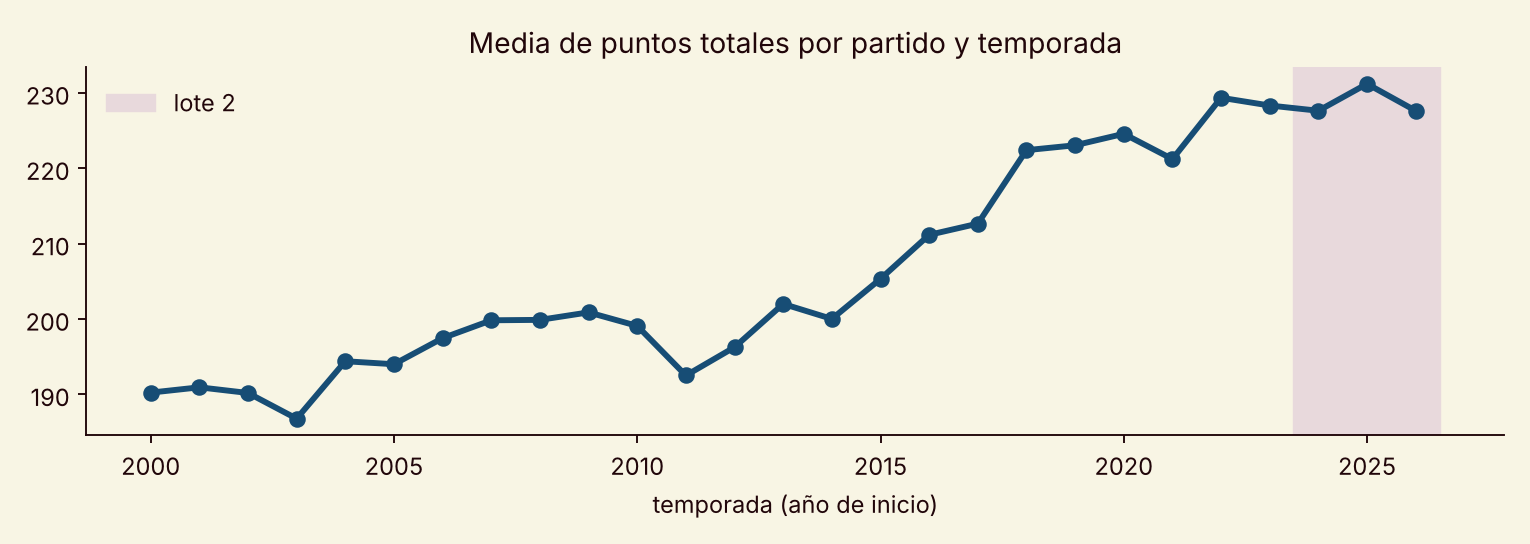 Media de puntos totales por partido y temporada
lote 2
230
220
210
200
190
2000 2005 2010 2015 2020 2025
temporada (año de inicio)